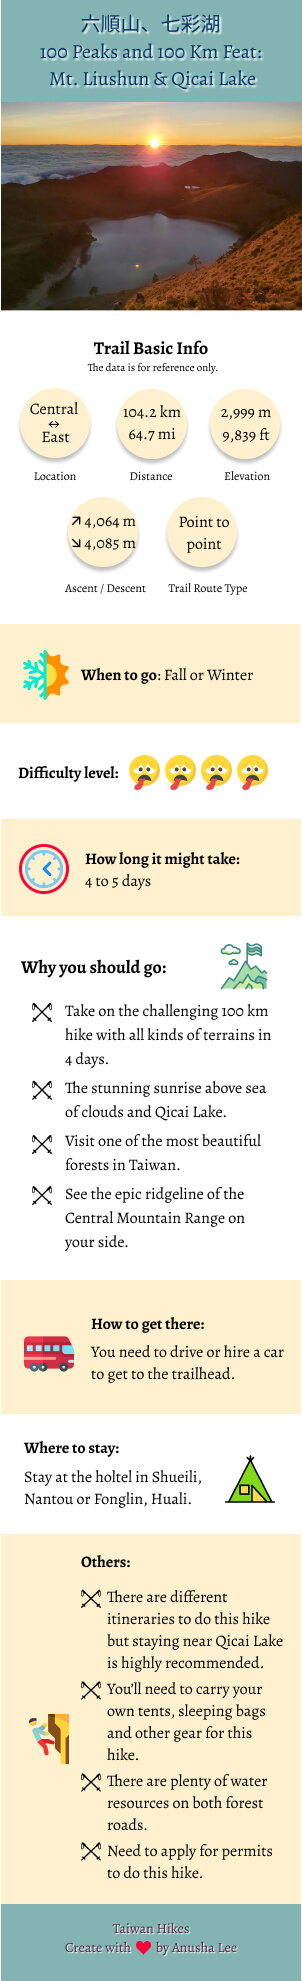 六順山、七彩湖
100 Peaks and 100 Km Feat:
Mt. Liushun & Qicai Lake
Trail Basic Info
The data is for reference only.
Central
↔
East
Location
104.2 km
64.7 mi
Distance
2,999 m
9,839 ft
Elevation
↗ 4,064 m
↘ 4,085 m
Ascent / Descent
Point to
point
Trail Route Type
When to go: Fall or Winter
Difficulty level:
How long it might take:
4 to 5 days
Why you should go:
Take on the challenging 100 km
hike with all kinds of terrains in
4 days.
The stunning sunrise above sea
of clouds and Qicai Lake.
Visit one of the most beautiful
forests in Taiwan.
See the epic ridgeline of the
Central Mountain Range on
your side.
How to get there:
You need to drive or hire a car
to get to the trailhead.
Where to stay:
Stay at the holtel in Shueili,
Nantou or Fonglin, Huali.
Others:
There are different
itineraries to do this hike
but staying near Qicai Lake
is highly recommended.
You'll need to carry your
own tents, sleeping bags
and other gear for this
hike.
There are plenty of water
resources on both forest
roads.
Need to apply for permits
to do this hike.
Taiwan Hikes
Create with ❤ by Anusha Lee